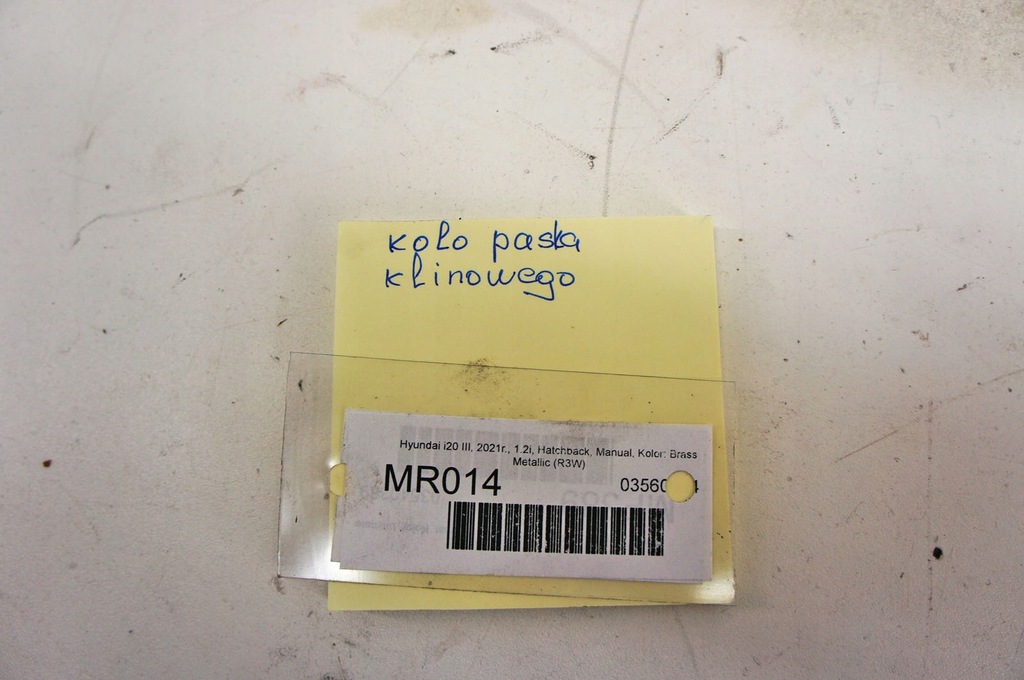 koło paska
klinowego
Hyundai i20 III, 2021r., 1.2i, Hatchback, Manual, Kolor: Brass
Metallic (R3W)
MR014